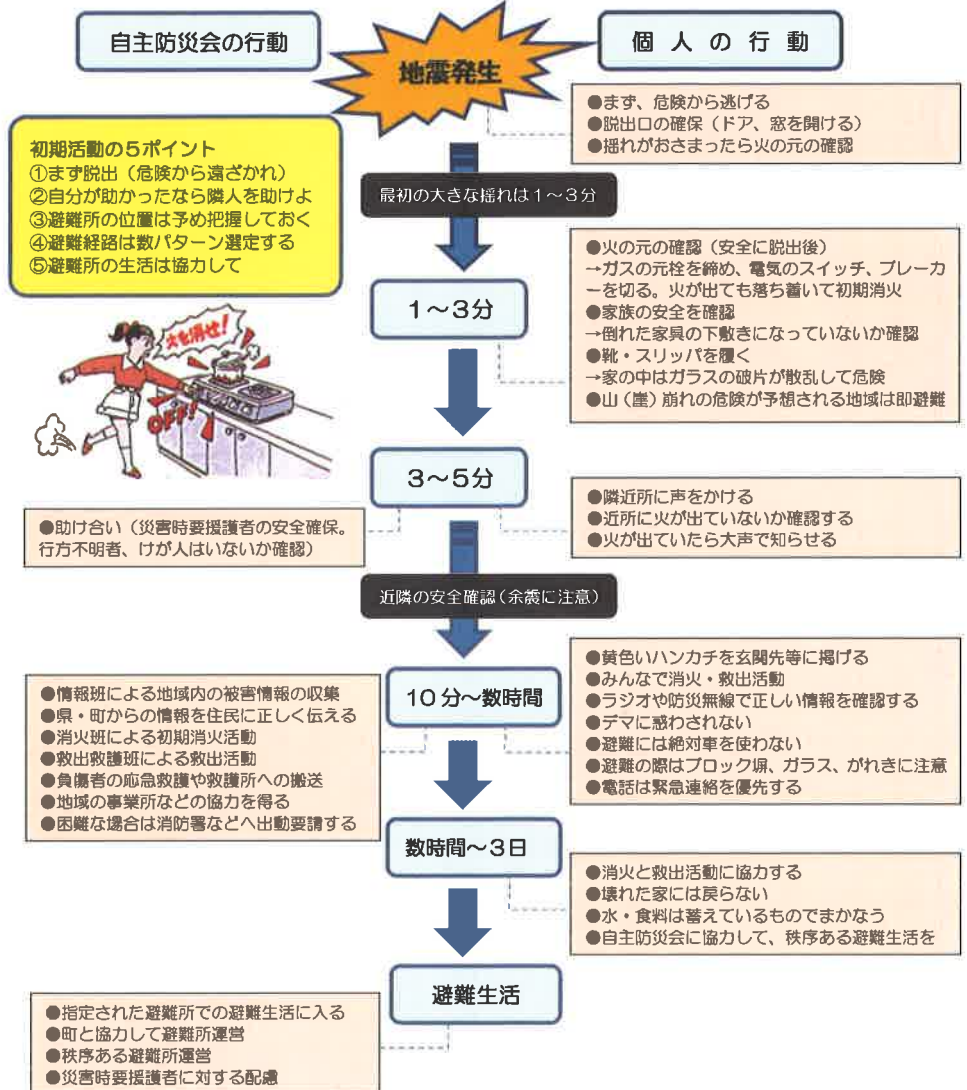 自主防災会の行動
地震発生
個人の行動
●まず、危険から逃げる
●脱出口の確保（ドア、窓を開ける）
●揺れがおさまったら火の元の確認
初期活動の５ポイント
①まず脱出（危険から遠ざかれ）
②自分が助かったなら隣人を助けよ
③避難所の位置は予め把握しておく
④避難経路は数パターン選定する
⑤避難所の生活は協力して
最初の大きな揺れは１～３分
１～３分
●火の元の確認（安全に脱出後）
→ガスの元栓を締め、電気のスイッチ、ブレーカ
ーを切る。火が出ても落ち着いて初期消火
●家族の安全を確認
→倒れた家具の下敷きになっていないか確認
●靴・スリッパを履く
→家の中はガラスの破片が散乱して危険
●山（崖）崩れの危険が予想される地域は即避難
火を消せ！
OFF!
３～５分
●助け合い（災害時要援護者の安全確保。
行方不明者、けが人はいないか確認）
●隣近所に声をかける
●近所に火が出ていないか確認する
●火が出ていたら大声で知らせる
近隣の安全確認（余震に注意）
10分～数時間
●情報班による地域内の被害情報の収集
●県・町からの情報を住民に正しく伝える
●消火班による初期消火活動
●救出救護班による救出活動
●負傷者の応急救護や救護所への搬送
●地域の事業所などの協力を得る
●困難な場合は消防署などへ出動要請する
●黄色いハンカチを玄関先等に掲げる
●みんなで消火・救出活動
●ラジオや防災無線で正しい情報を確認する
●デマに惑わされない
●避難には絶対車を使わない
●避難の際はブロック塀、ガラス、がれきに注意
●電話は緊急連絡を優先する
数時間～３日
●消火と救出活動に協力する
●壊れた家には戻らない
●水・食料は蓄えているものでまかなう
●自主防災会に協力して、秩序ある避難生活を
避難生活
●指定された避難所での避難生活に入る
●町と協力して避難所運営
●秩序ある避難所運営
●災害時要援護者に対する配慮